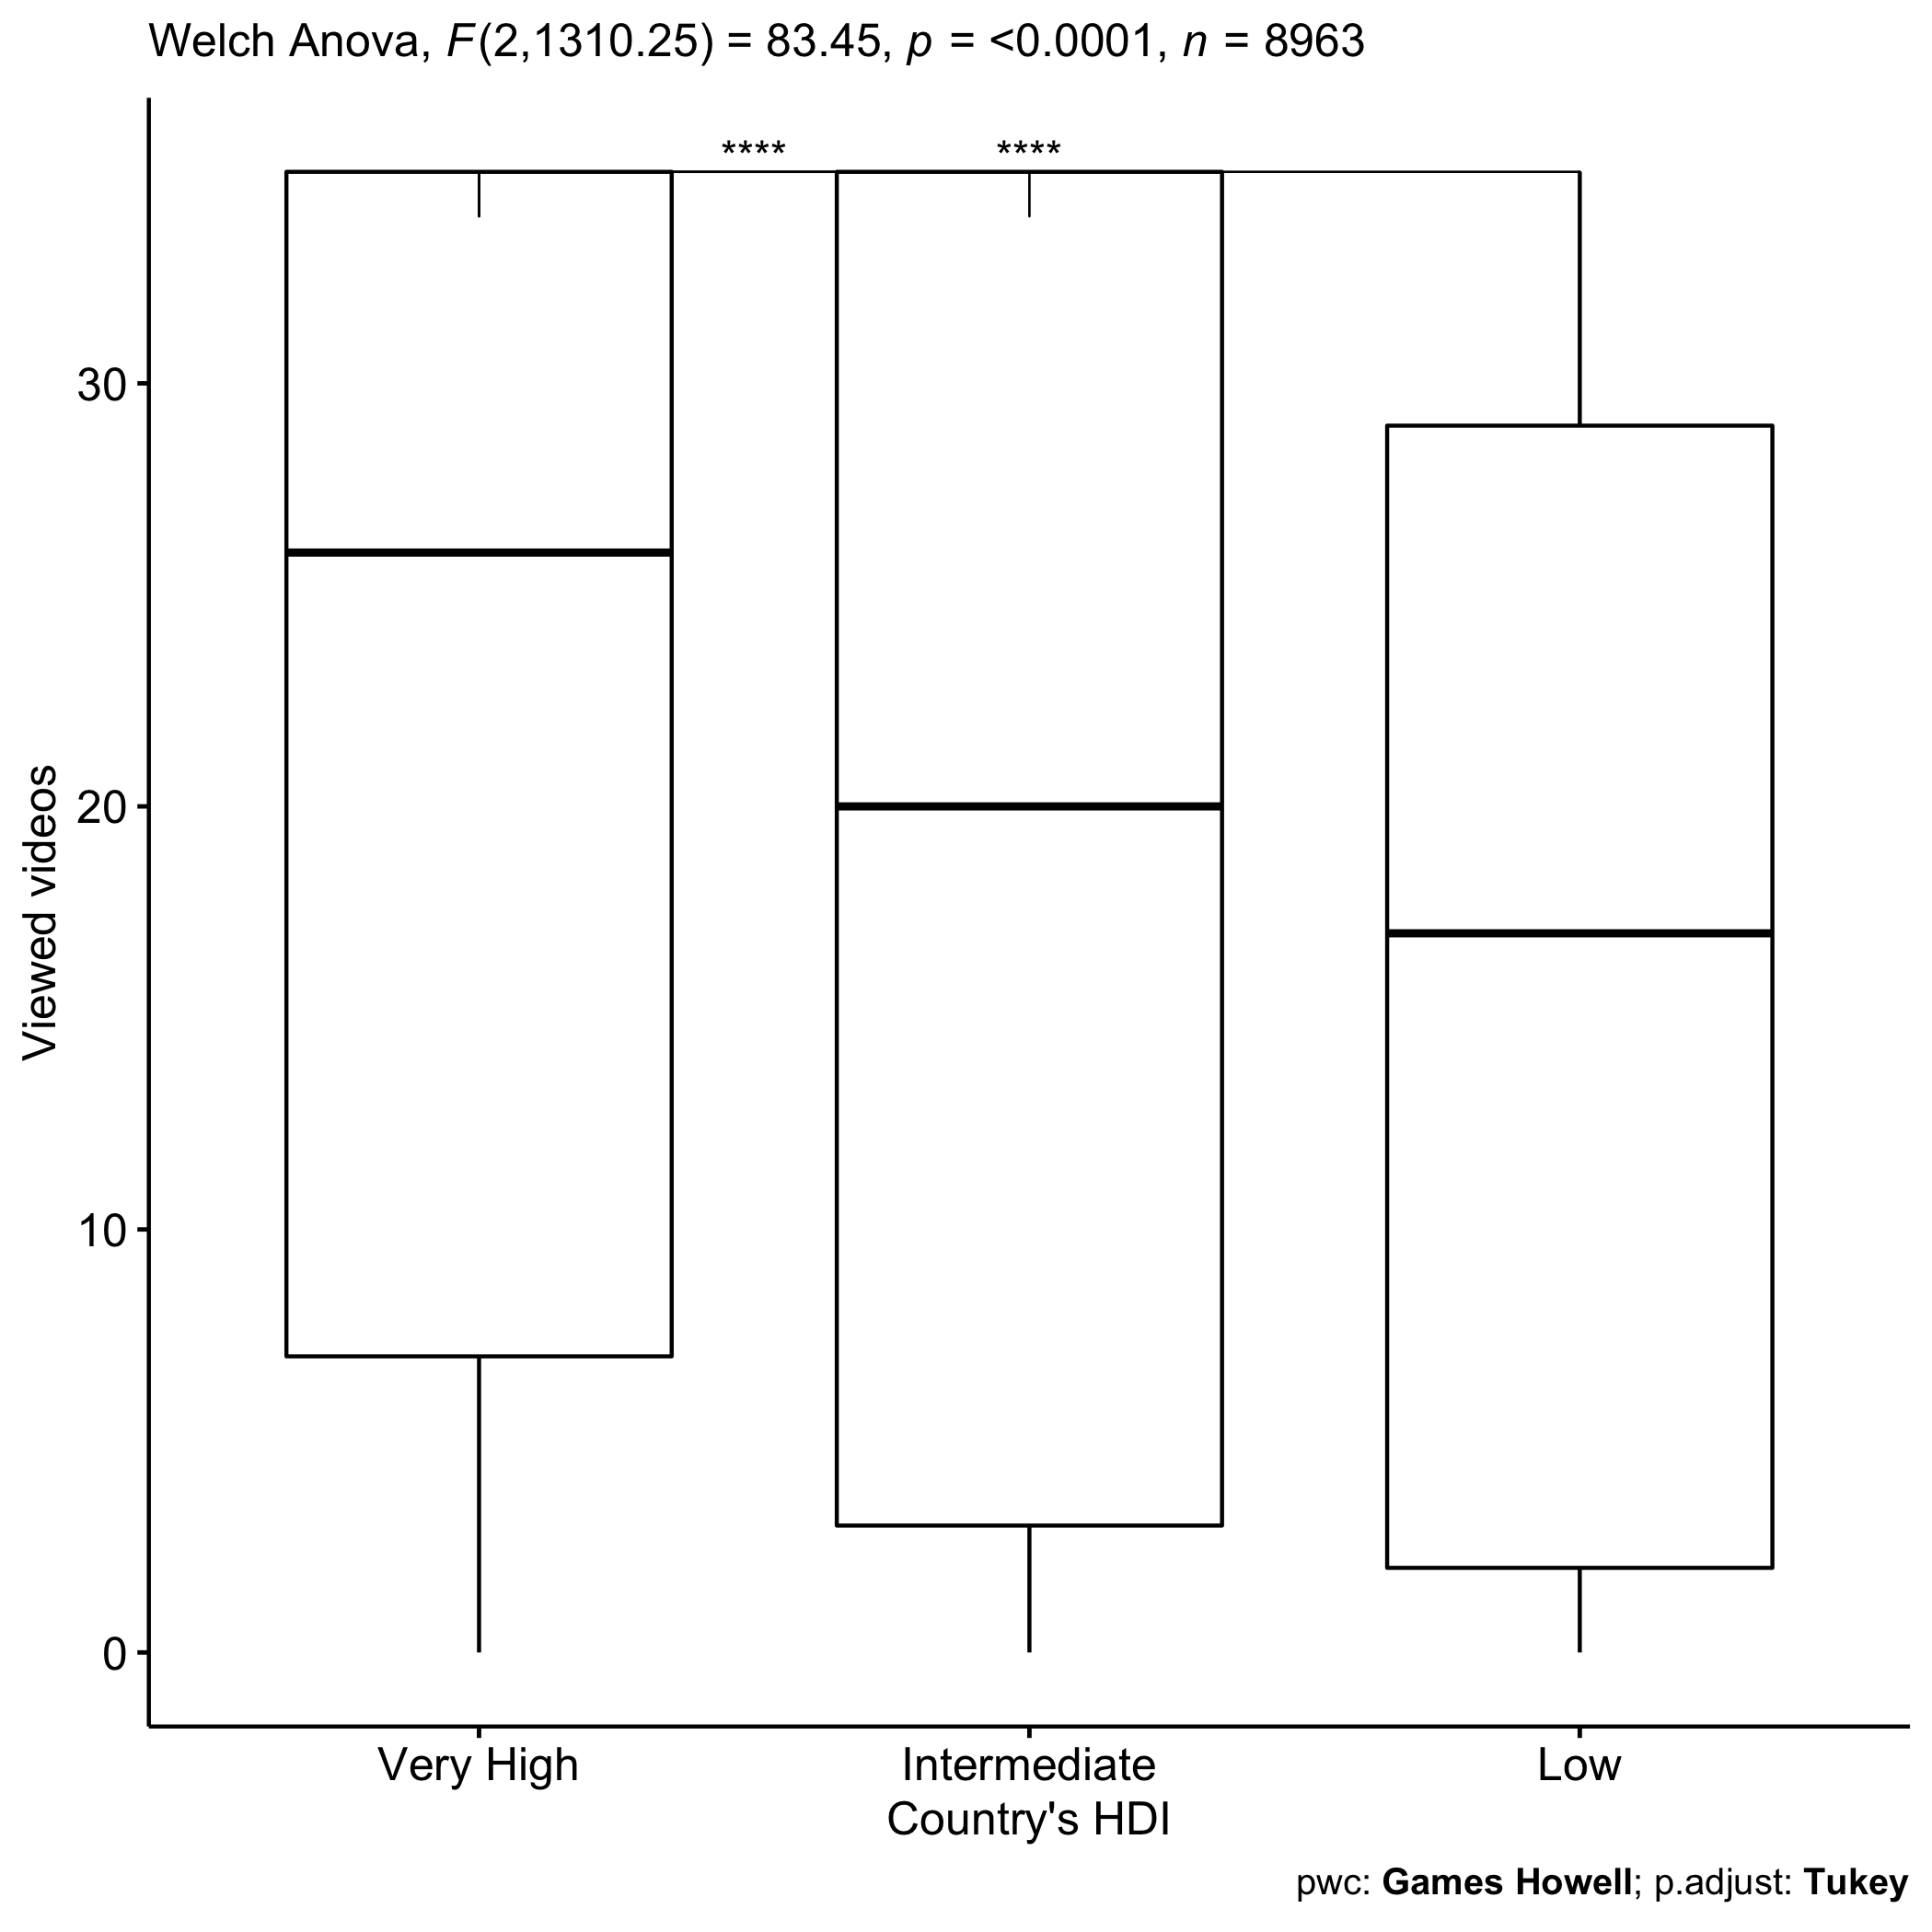 Welch Anova, F(2,1310.25) = 83.45, p = <0.0001, n = 8963
**** ****
30
20
10
0
Viewed videos
Very High Intermediate Low
Country's HDI
pwc: Games Howell; p.adjust: Tukey